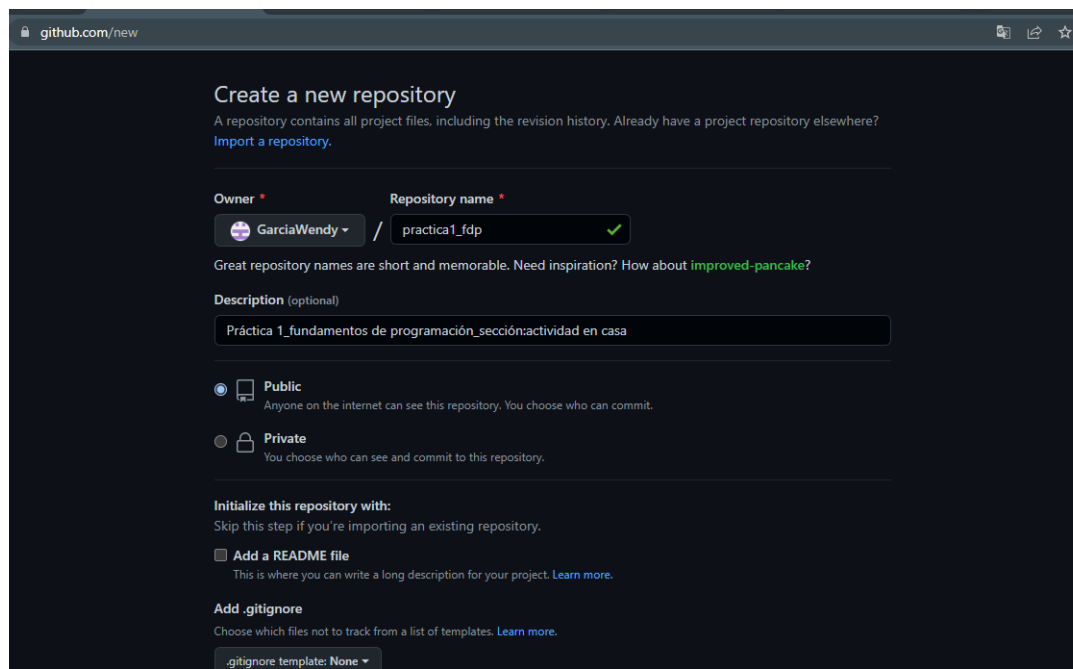 github.com/new
Create a new repository
A repository contains all project files, including the revision history. Already have a project repository elsewhere?
Import a repository.
Owner * Repository name *
GarciaWendy / practica1_fdp
Great repository names are short and memorable. Need inspiration? How about improved-pancake?
Description (optional)
Práctica 1_fundamentos de programación_sección:actividad en casa
Public
Anyone on the internet can see this repository. You choose who can commit.
Private
You choose who can see and commit to this repository.
Initialize this repository with:
Skip this step if you're importing an existing repository.
Add a README file
This is where you can write a long description for your project. Learn more.
Add .gitignore
Choose which files not to track from a list of templates. Learn more.
.gitignore template: None